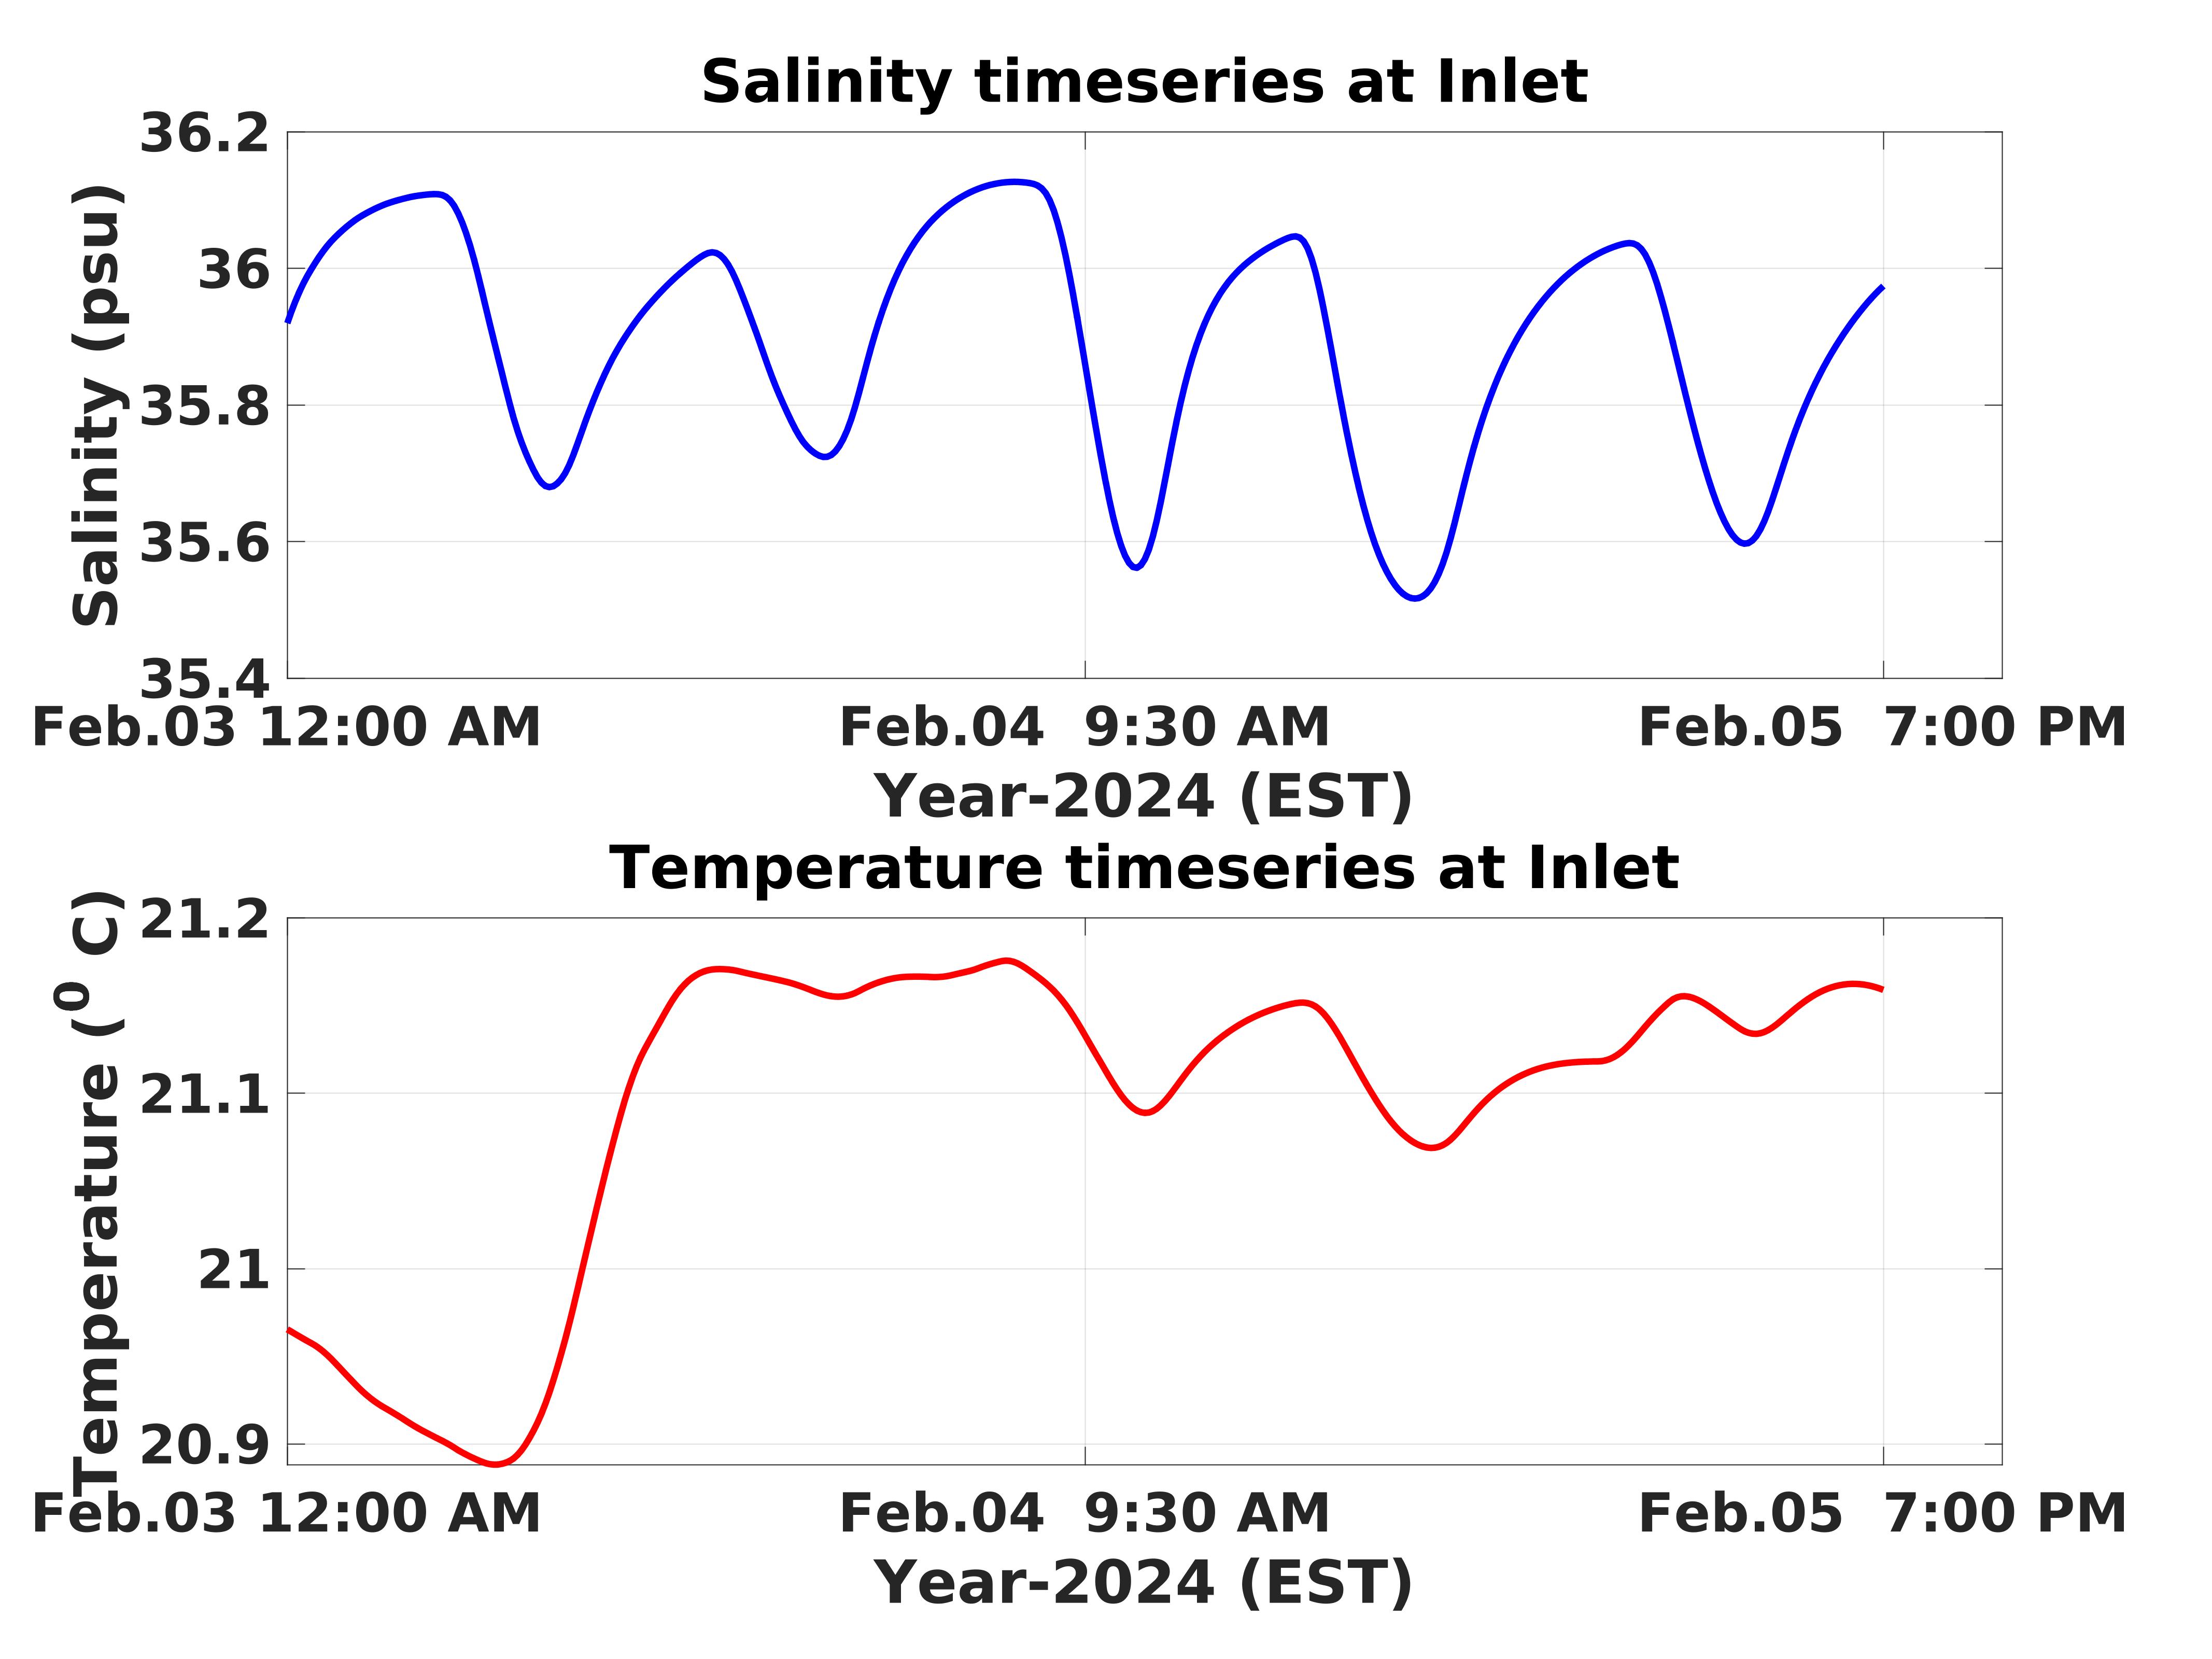 Salinity timeseries at Inlet
Salinity (psu)
36.2
36
35.8
35.6
35.4
Feb.03 12:00 AM
Feb.04  9:30 AM
Feb.05  7:00 PM
Year-2024 (EST)
Temperature timeseries at Inlet
Temperature (⁰ C)
21.2
21.1
21
20.9
Feb.03 12:00 AM
Feb.04  9:30 AM
Feb.05  7:00 PM
Year-2024 (EST)